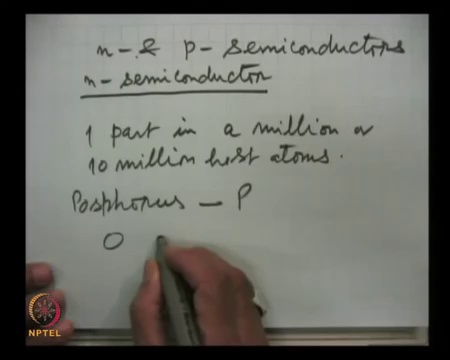 n- & p- semiconductors
n- semiconductor
1 part in a million or
10 million host atoms.
Posphorus — P
O
NPTEL